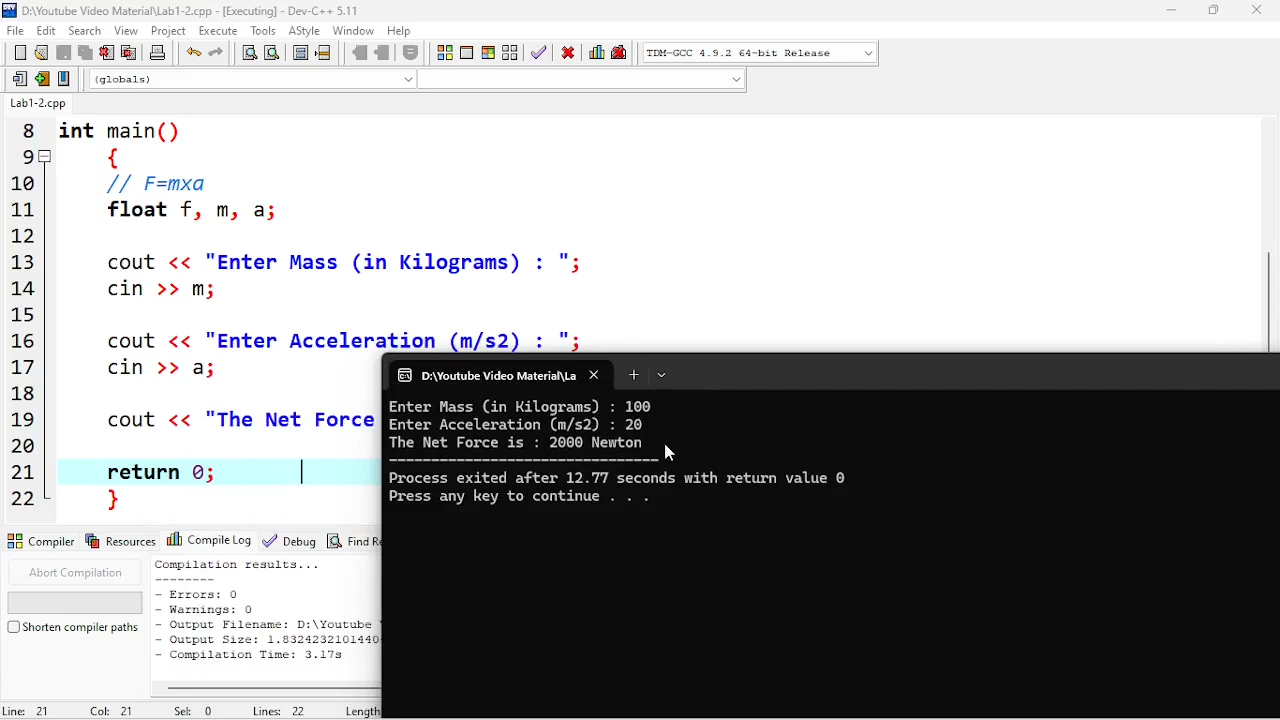 D:\Youtube Video Material\Lab1-2.cpp - [Executing] - Dev-C++ 5.11
File Edit Search View Project Execute Tools AStyle Window Help
TDM-GCC 4.9.2 64-bit Release
(globals)
Lab1-2.cpp
8 int main()
9 {
10 // F=mxa
11 float f, m, a;
12
13 cout << "Enter Mass (in Kilograms) : ";
14 cin >> m;
15
16 cout << "Enter Acceleration (m/s2) : ";
17 cin >> a;
18
19 cout << "The Net Force
20
21 return 0;
22 }
D:\Youtube Video Material\La
Enter Mass (in Kilograms) : 100
Enter Acceleration (m/s2) : 20
The Net Force is : 2000 Newton
--------------------------------
Process exited after 12.77 seconds with return value 0
Press any key to continue . . .
Compiler Resources Compile Log Debug Find Re
Abort Compilation
Shorten compiler paths
Compilation results...
--------
- Errors: 0
- Warnings: 0
- Output Filename: D:\Youtube
- Output Size: 1.8324232101440
- Compilation Time: 3.17s
Line: 21 Col: 21 Sel: 0 Lines: 22 Length